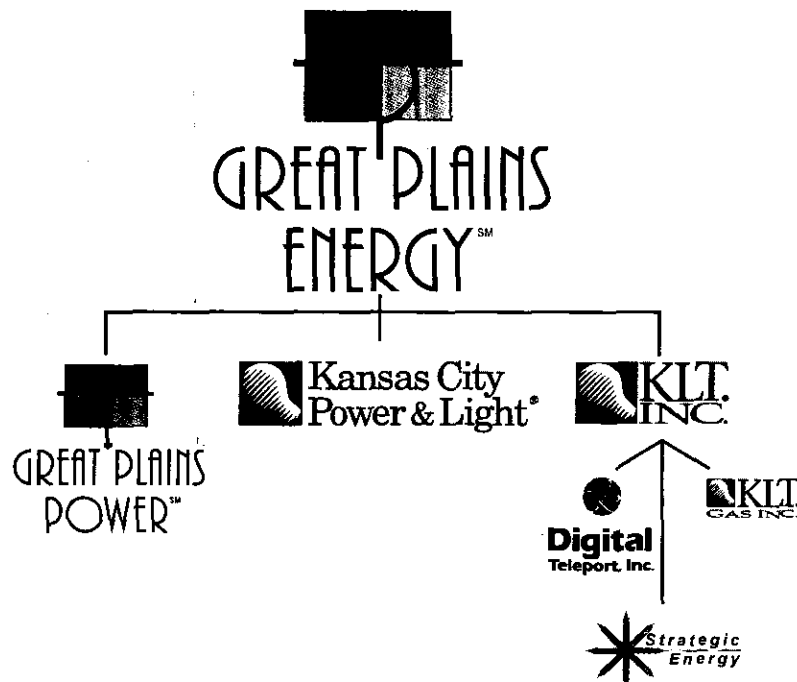 GREAT PLAINS
ENERGY℠
Kansas City
Power & Light®
KLT.
INC.
GREAT PLAINS
POWER℠
Digital
Teleport, Inc.
KLT.
GAS INC.
Strategic
Energy